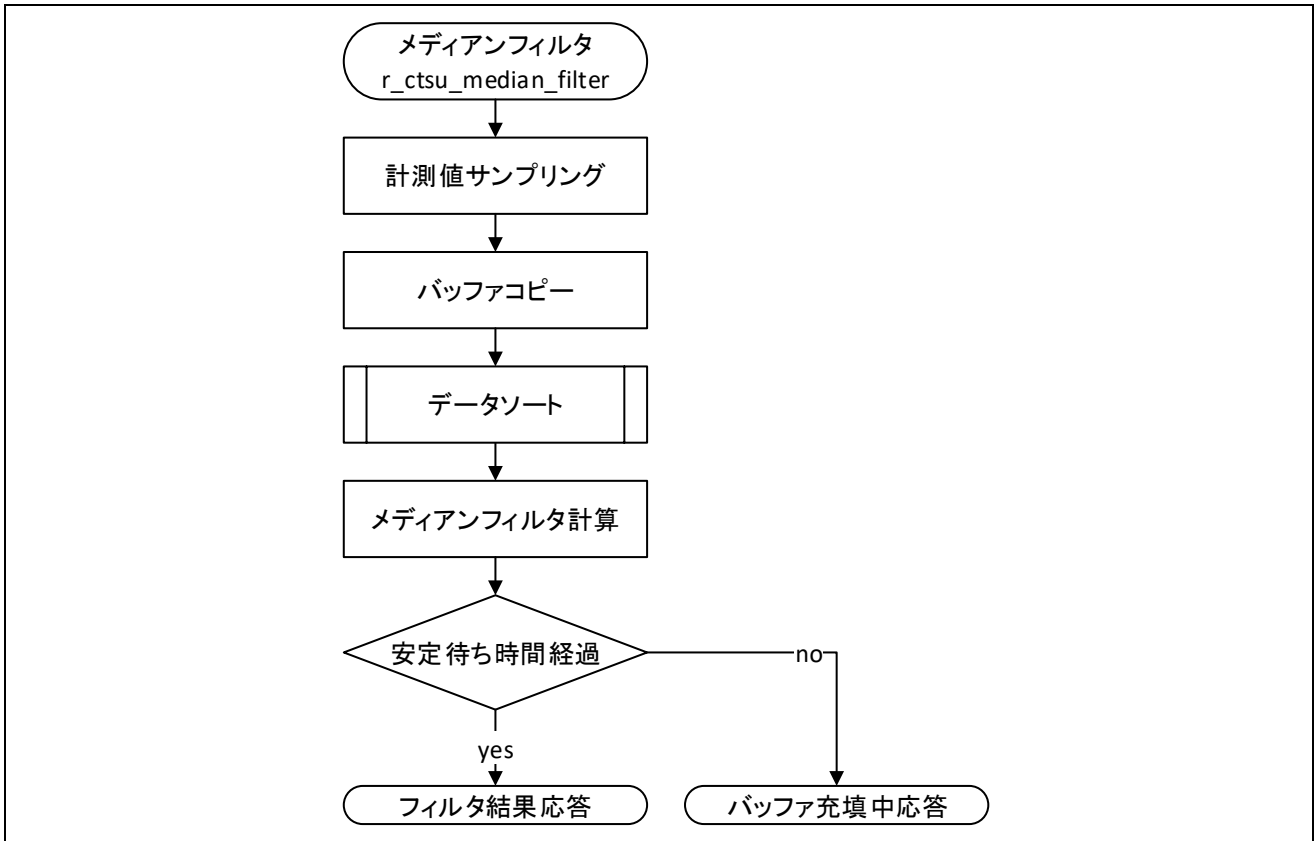 メディアンフィルタ
r_ctsu_median_filter
計測値サンプリング
バッファコピー
データソート
メディアンフィルタ計算
安定待ち時間経過
no
yes
フィルタ結果応答
バッファ充填中応答